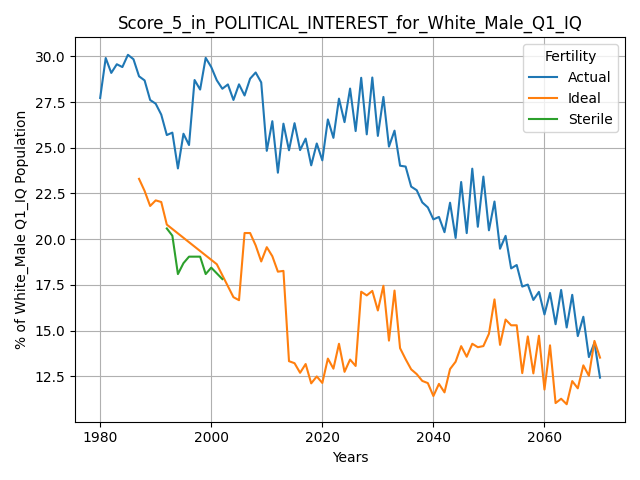 Score_5_in_POLITICAL_INTEREST_for_White_Male_Q1_IQ
Fertility
Actual
Ideal
Sterile
% of White_Male Q1_IQ Population
30.0
27.5
25.0
22.5
20.0
17.5
15.0
12.5
1980
2000
2020
2040
2060
Years